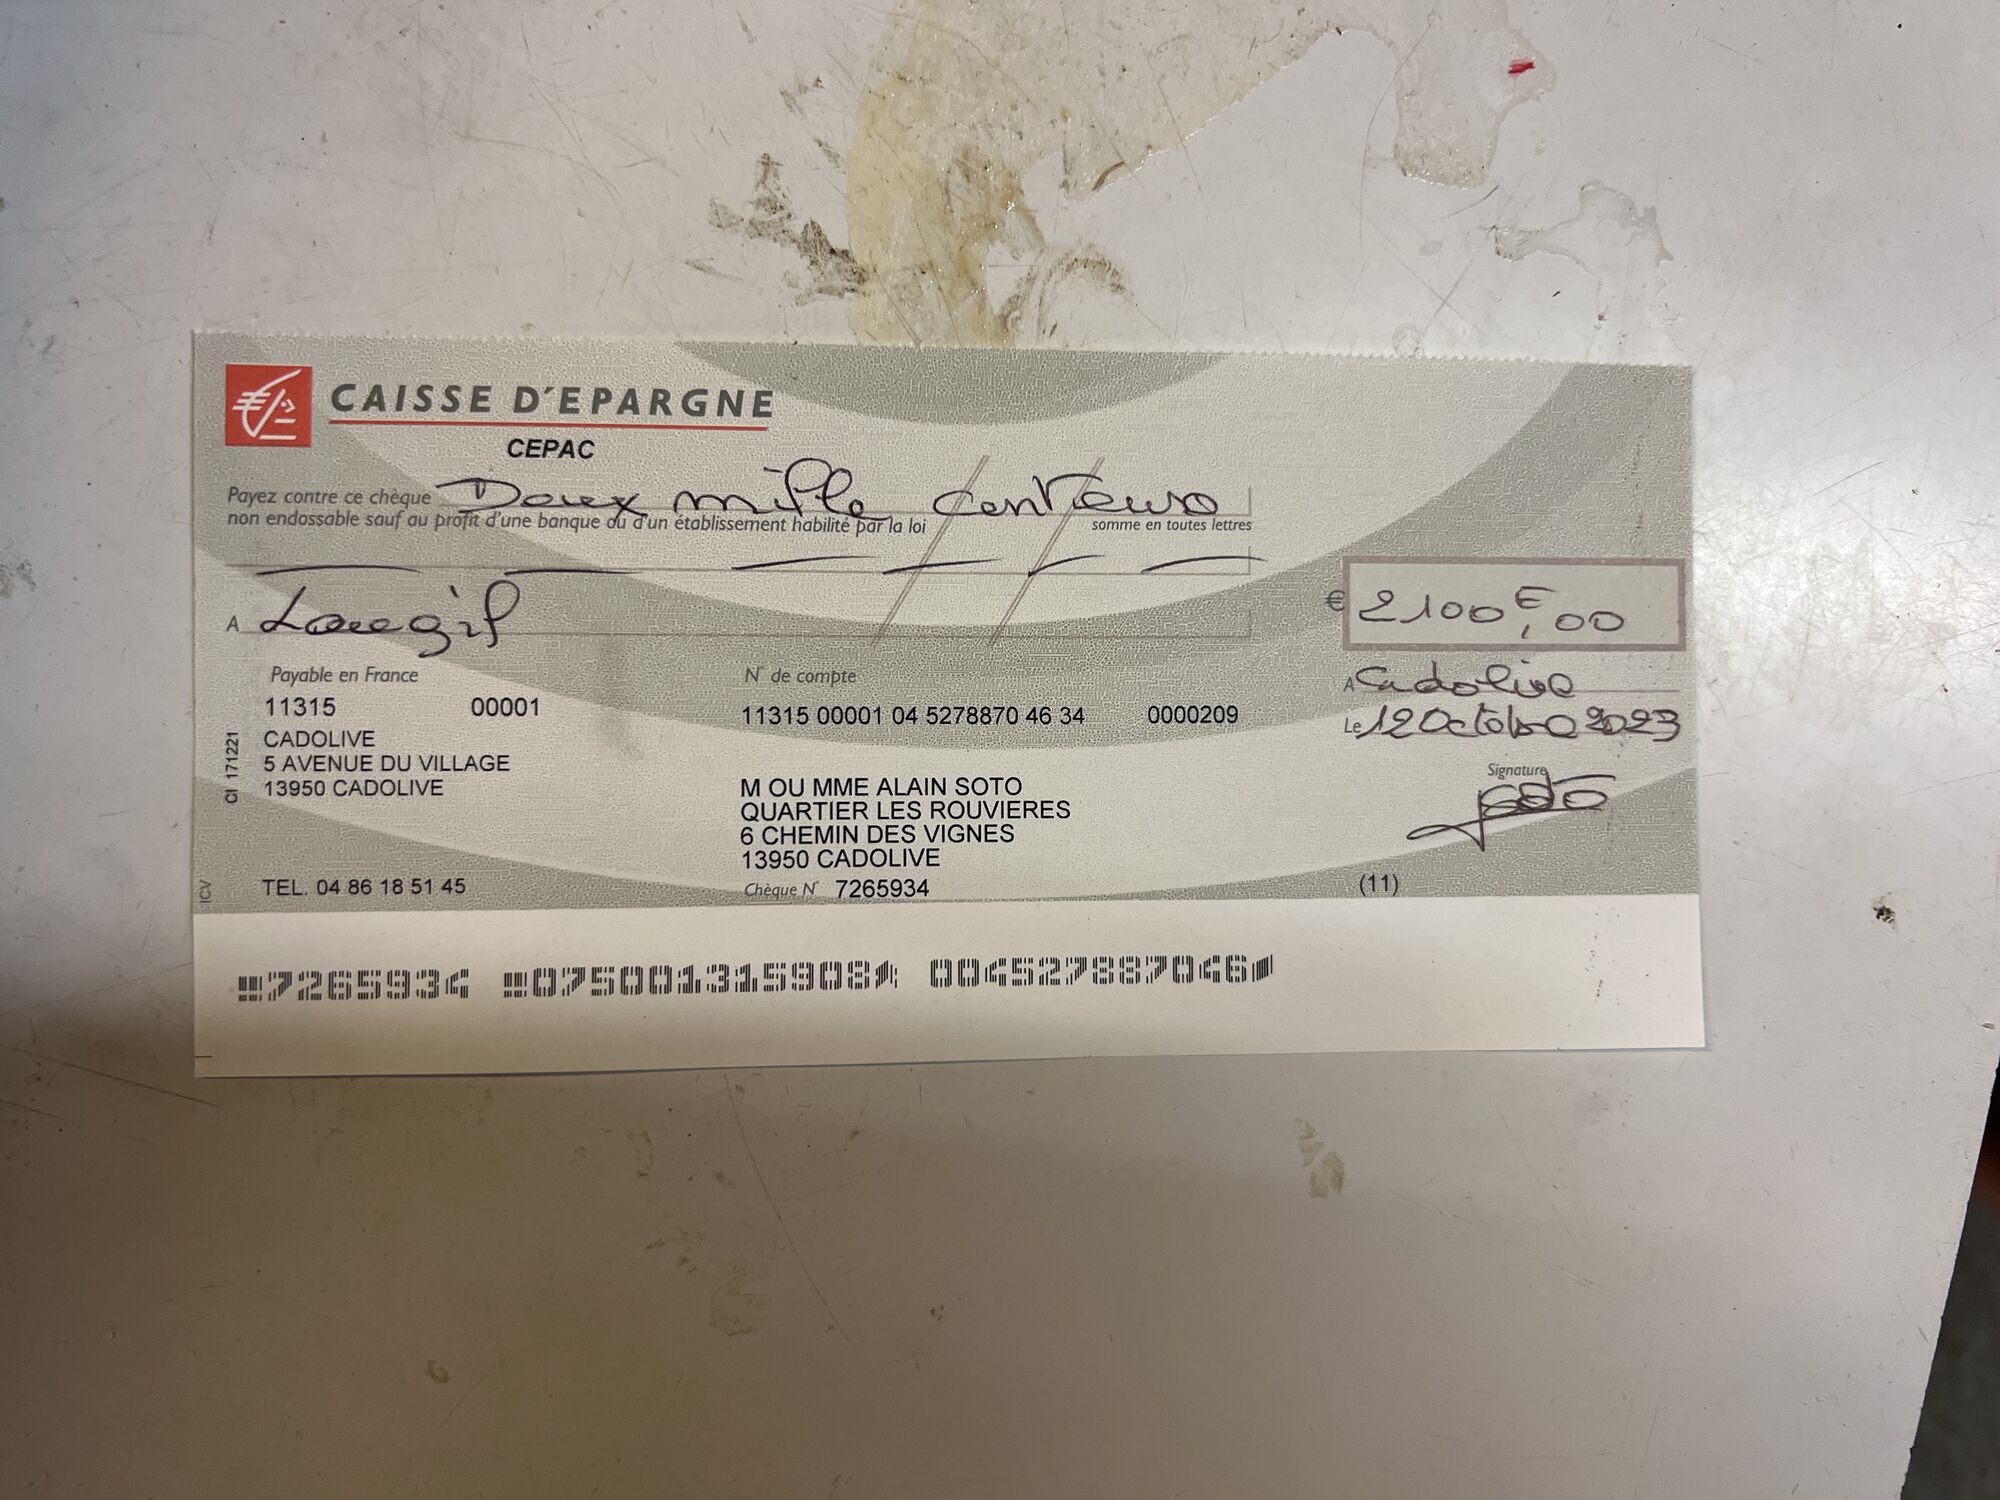 CAISSE D'EPARGNE
CEPAC
Payez contre ce chèque Deux mille cent euros
non endossable sauf au profit d'une banque ou d'un établissement habilité par la loi somme en toutes lettres
€ 2100€,00
A Lougif
A Cadolive
Payable en France N° de compte
11315 00001 11315 00001 04 5278870 46 34 0000209
Le 12 Octobre 2023
CADOLIVE
5 AVENUE DU VILLAGE
13950 CADOLIVE
CI 171221
Signature
Soto
M OU MME ALAIN SOTO
QUARTIER LES ROUVIERES
6 CHEMIN DES VIGNES
13950 CADOLIVE
ICV
TEL. 04 86 18 51 45 Chèque N° 7265934 (11)
7265934 075001315908 004527887046